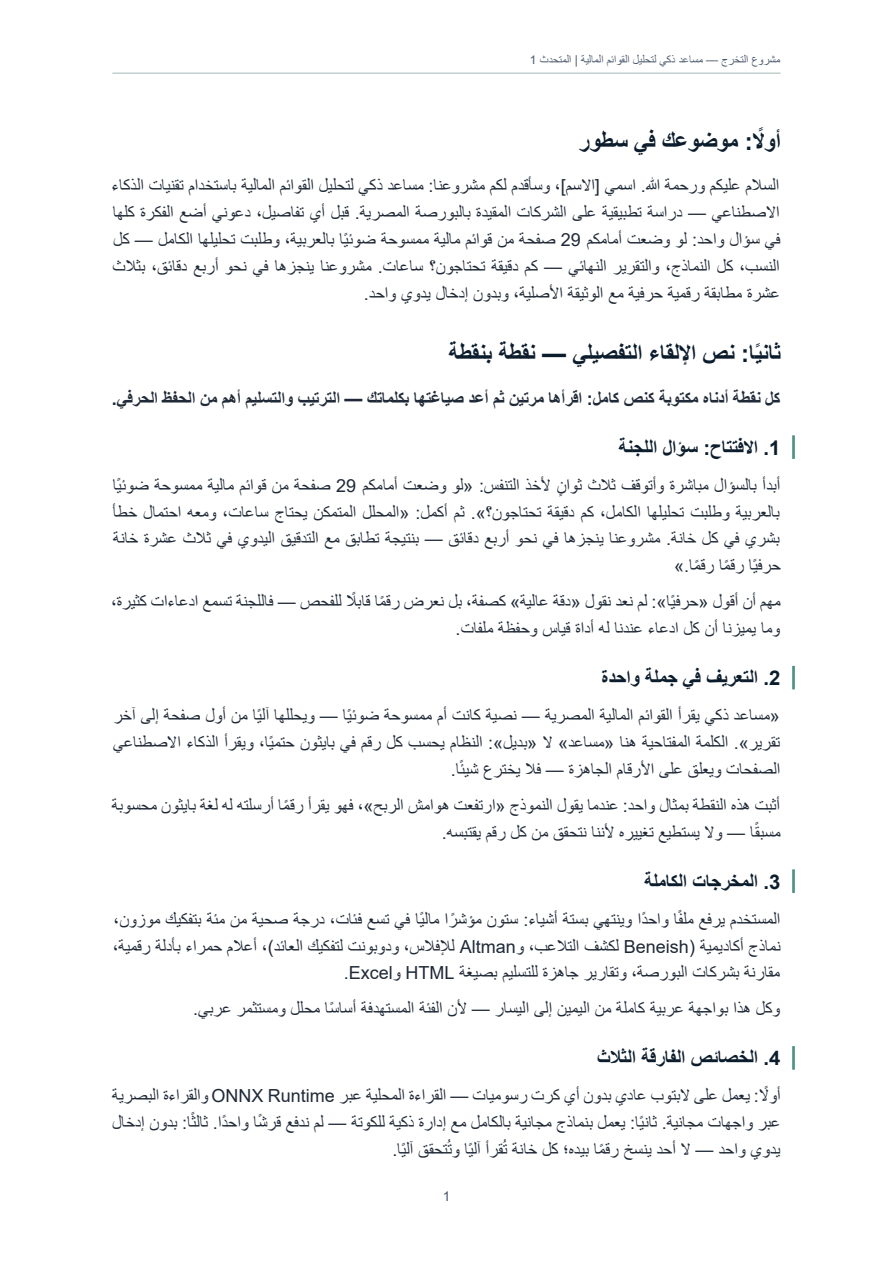 مشروع التخرج — مساعد ذكي لتحليل القوائم المالية | المتحدث 1
أولًا: موضوعك في سطور
السلام عليكم ورحمة الله. اسمي [الاسم]، وسأقدم لكم مشروعنا: مساعد ذكي لتحليل القوائم المالية باستخدام تقنيات الذكاء
الاصطناعي — دراسة تطبيقية على الشركات المقيدة بالبورصة المصرية. قبل أي تفاصيل، دعوني أضع الفكرة كلها
في سؤال واحد: لو وضعت أمامكم 29 صفحة من قوائم مالية ممسوحة ضوئيًا بالعربية، وطلبت تحليلها الكامل — كل
النسب، كل النماذج، والتقرير النهائي — كم دقيقة تحتاجون؟ ساعات. مشروعنا ينجزها في نحو أربع دقائق، بثلاث
عشرة مطابقة رقمية حرفية مع الوثيقة الأصلية، وبدون إدخال يدوي واحد.
ثانيًا: نص الإلقاء التفصيلي — نقطة بنقطة
كل نقطة أدناه مكتوبة كنص كامل: اقرأها مرتين ثم أعد صياغتها بكلماتك — الترتيب والتسليم أهم من الحفظ الحرفي.
1. الافتتاح: سؤال اللجنة
أبدأ بالسؤال مباشرة وأتوقف ثلاث ثوانٍ لأخذ التنفس: «لو وضعت أمامكم 29 صفحة من قوائم مالية ممسوحة ضوئيًا
بالعربية وطلبت تحليلها الكامل، كم دقيقة تحتاجون؟». ثم أكمل: «المحلل المتمكن يحتاج ساعات، ومعه احتمال خطأ
بشري في كل خانة. مشروعنا ينجزها في نحو أربع دقائق — بنتيجة تطابق مع التدقيق اليدوي في ثلاث عشرة خانة
حرفيًا رقمًا رقمًا.»
مهم أن أقول «حرفيًا»: لم نعد نقول «دقة عالية» كصفة، بل نعرض رقمًا قابلًا للفحص — فاللجنة تسمع ادعاءات كثيرة،
وما يميزنا أن كل ادعاء عندنا له أداة قياس وحفظة ملفات.
2. التعريف في جملة واحدة
«مساعد ذكي يقرأ القوائم المالية المصرية — نصية كانت أم ممسوحة ضوئيًا — ويحللها آليًا من أول صفحة إلى آخر
تقرير». الكلمة المفتاحية هنا «مساعد» لا «بديل»: النظام يحسب كل رقم في بايثون حتميًا، ويقرأ الذكاء الاصطناعي
الصفحات ويعلق على الأرقام الجاهزة — فلا يخترع شيئًا.
أثبت هذه النقطة بمثال واحد: عندما يقول النموذج «ارتفعت هوامش الربح»، فهو يقرأ رقمًا أرسلته له لغة بايثون محسوبة
مسبقًا — ولا يستطيع تغييره لأننا نتحقق من كل رقم يقتبسه.
3. المخرجات الكاملة
المستخدم يرفع ملفًا واحدًا وينتهي بستة أشياء: ستون مؤشرًا ماليًا في تسع فئات، درجة صحية من مئة بتفكيك موزون،
نماذج أكاديمية (Beneish لكشف التلاعب، وAltman للإفلاس، ودوبونت لتفكيك العائد)، أعلام حمراء بأدلة رقمية،
مقارنة بشركات البورصة، وتقارير جاهزة للتسليم بصيغة HTML وExcel.
وكل هذا بواجهة عربية كاملة من اليمين إلى اليسار — لأن الفئة المستهدفة أساسًا محلل ومستثمر عربي.
4. الخصائص الفارقة الثلاث
أولًا: يعمل على لابتوب عادي بدون أي كرت رسوميات — القراءة المحلية عبر ONNX Runtime والقراءة البصرية
عبر واجهات مجانية. ثانيًا: يعمل بنماذج مجانية بالكامل مع إدارة ذكية للكوتة — لم ندفع قرشًا واحدًا. ثالثًا: بدون إدخال
يدوي واحد — لا أحد ينسخ رقمًا بيده؛ كل خانة تُقرأ آليًا وتُتحقق آليًا.
1